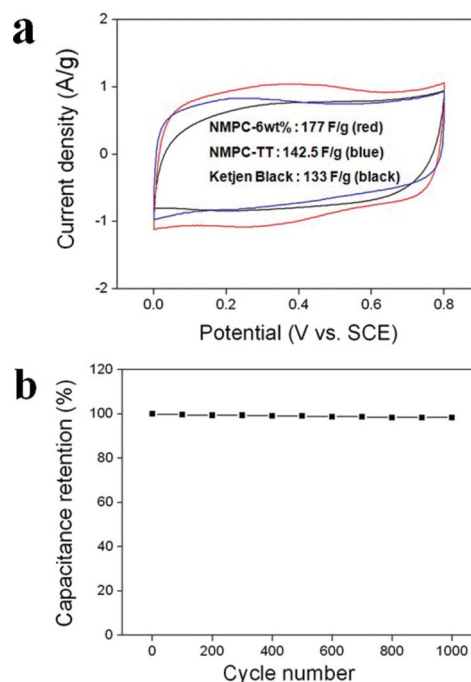 a
Current density (A/g)
2
1
0
-1
-2
NMPC-6wt% : 177 F/g (red)
NMPC-TT : 142.5 F/g (blue)
Ketjen Black : 133 F/g (black)
0.0 0.2 0.4 0.6 0.8
Potential (V vs. SCE)
b
Capacitance retention (%)
120
100
80
60
40
20
0
0 200 400 600 800 1000
Cycle number